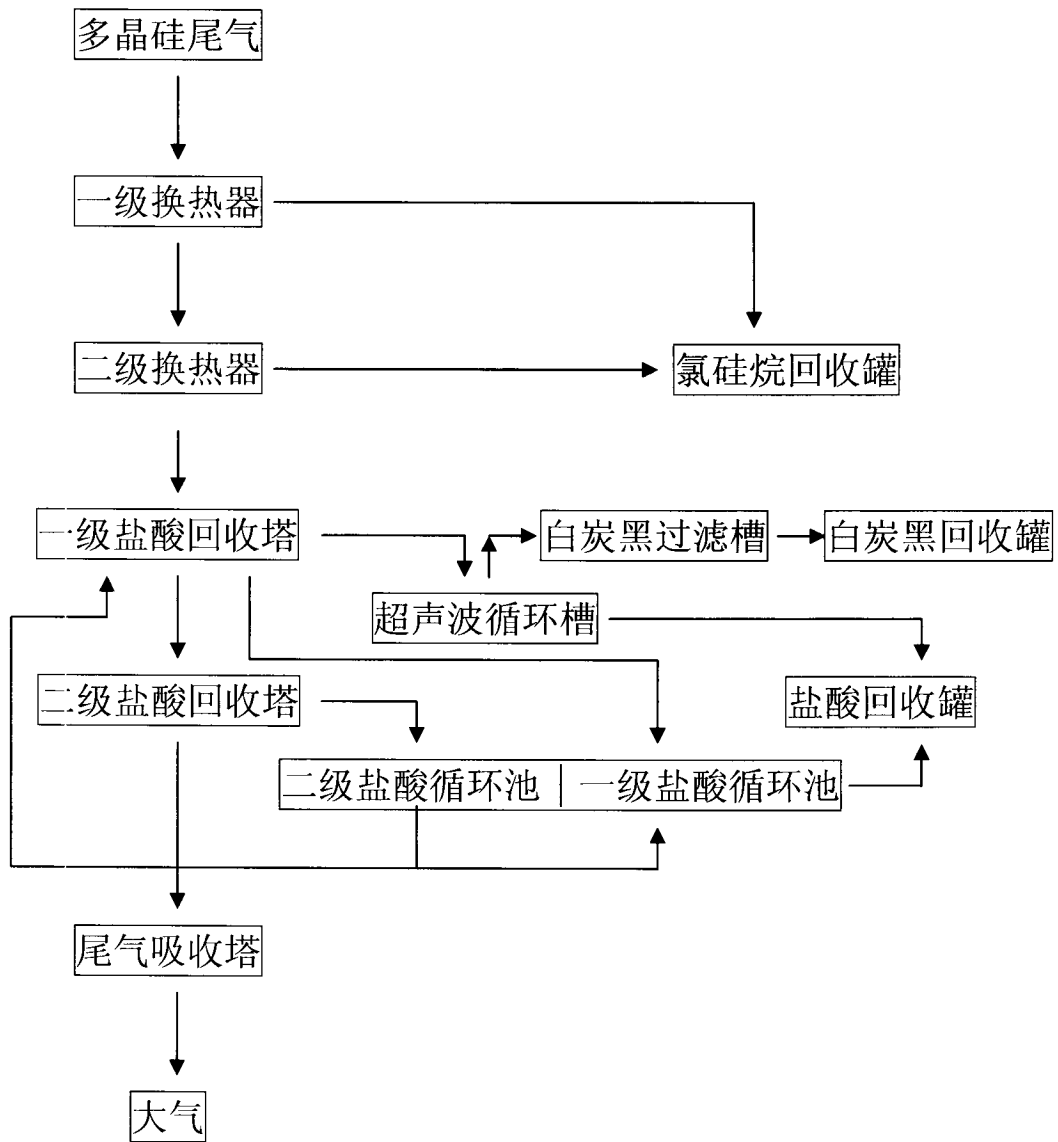 多晶硅尾气
一级换热器
二级换热器
氯硅烷回收罐
一级盐酸回收塔
白炭黑过滤槽
白炭黑回收罐
超声波循环槽
二级盐酸回收塔
盐酸回收罐
二级盐酸循环池
一级盐酸循环池
尾气吸收塔
大气